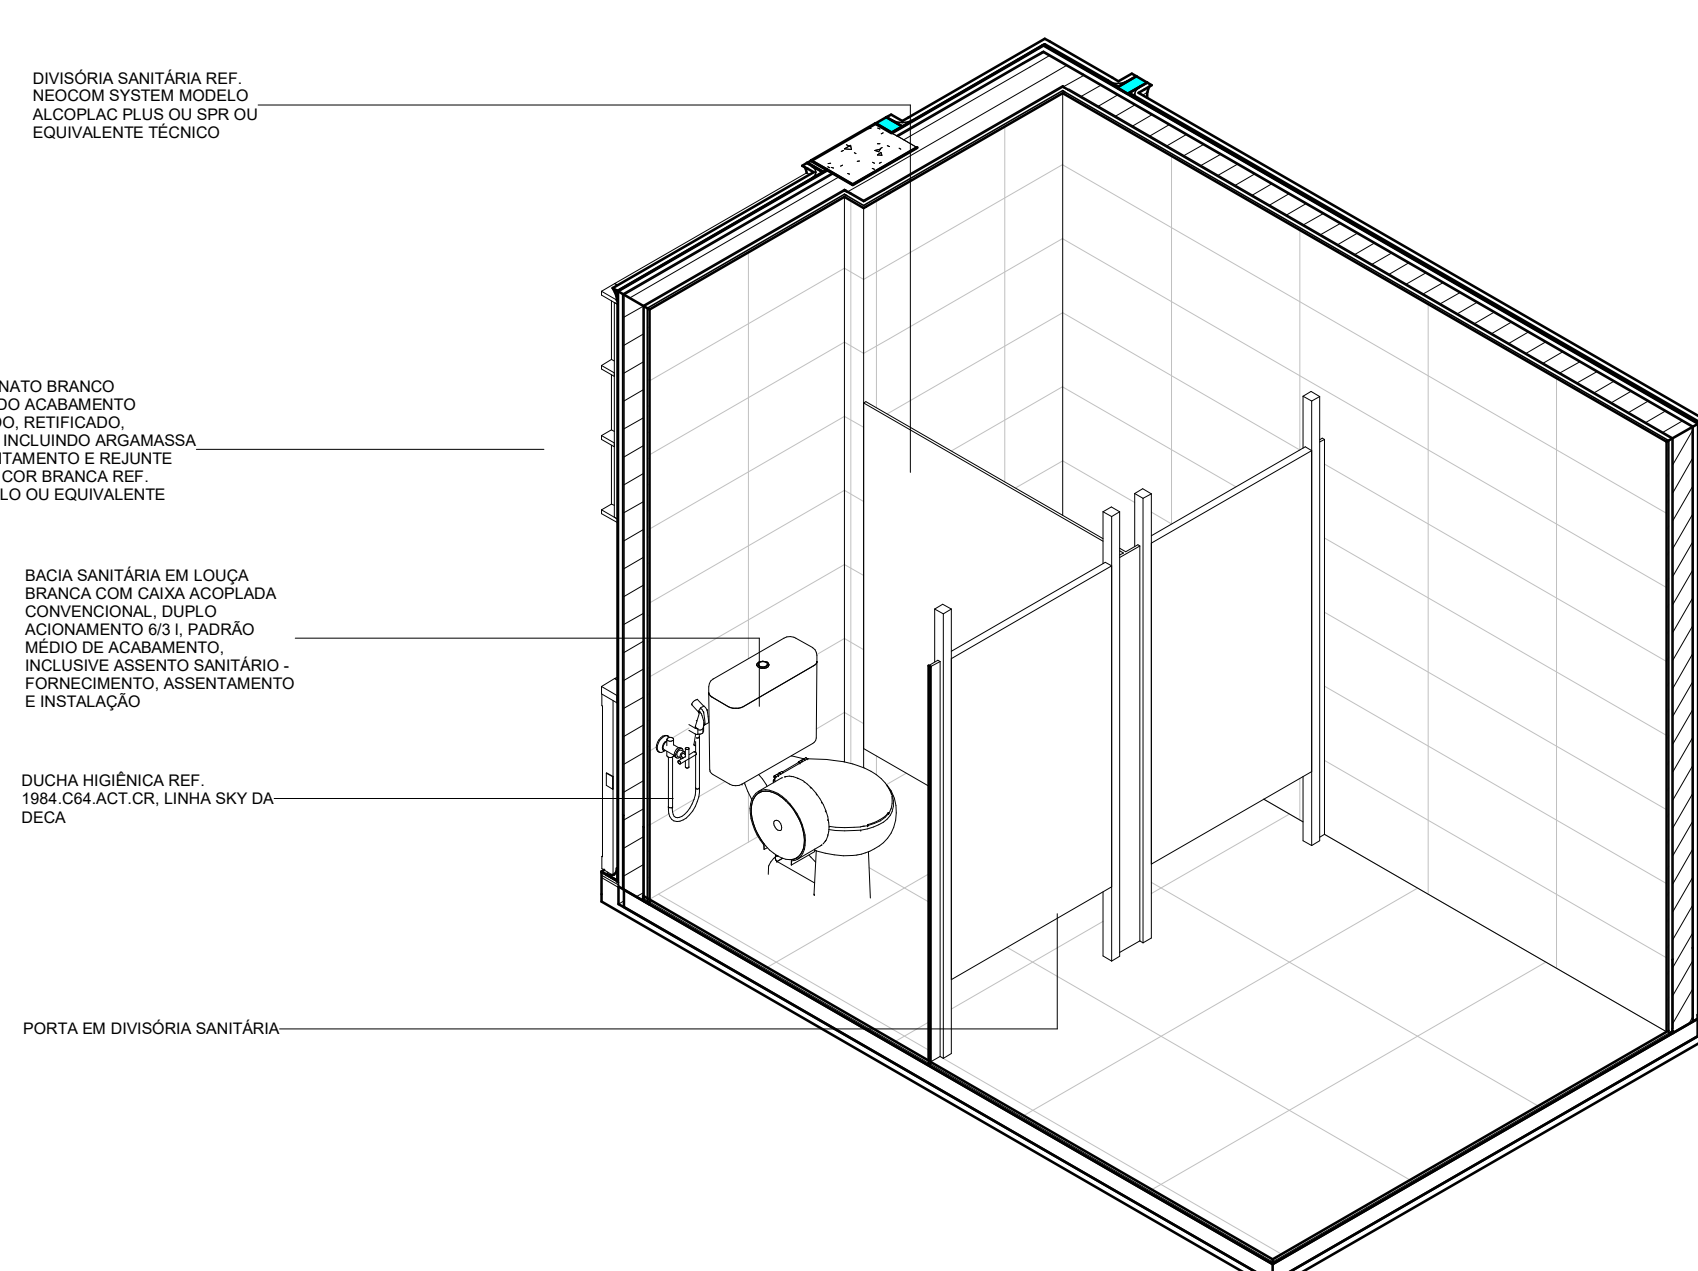 DIVISÓRIA SANITÁRIA REF.
NEOCOM SYSTEM MODELO
ALCOPLAC PLUS OU SPR OU
EQUIVALENTE TÉCNICO
NATO BRANCO
DO ACABAMENTO
DO, RETIFICADO,
INCLUINDO ARGAMASSA
NTAMENTO E REJUNTE
COR BRANCA REF.
LO OU EQUIVALENTE
BACIA SANITÁRIA EM LOUÇA
BRANCA COM CAIXA ACOPLADA
CONVENCIONAL, DUPLO
ACIONAMENTO 6/3 l, PADRÃO
MÉDIO DE ACABAMENTO,
INCLUSIVE ASSENTO SANITÁRIO -
FORNECIMENTO, ASSENTAMENTO
E INSTALAÇÃO
DUCHA HIGIÊNICA REF.
1984.C64.ACT.CR, LINHA SKY DA
DECA
PORTA EM DIVISÓRIA SANITÁRIA